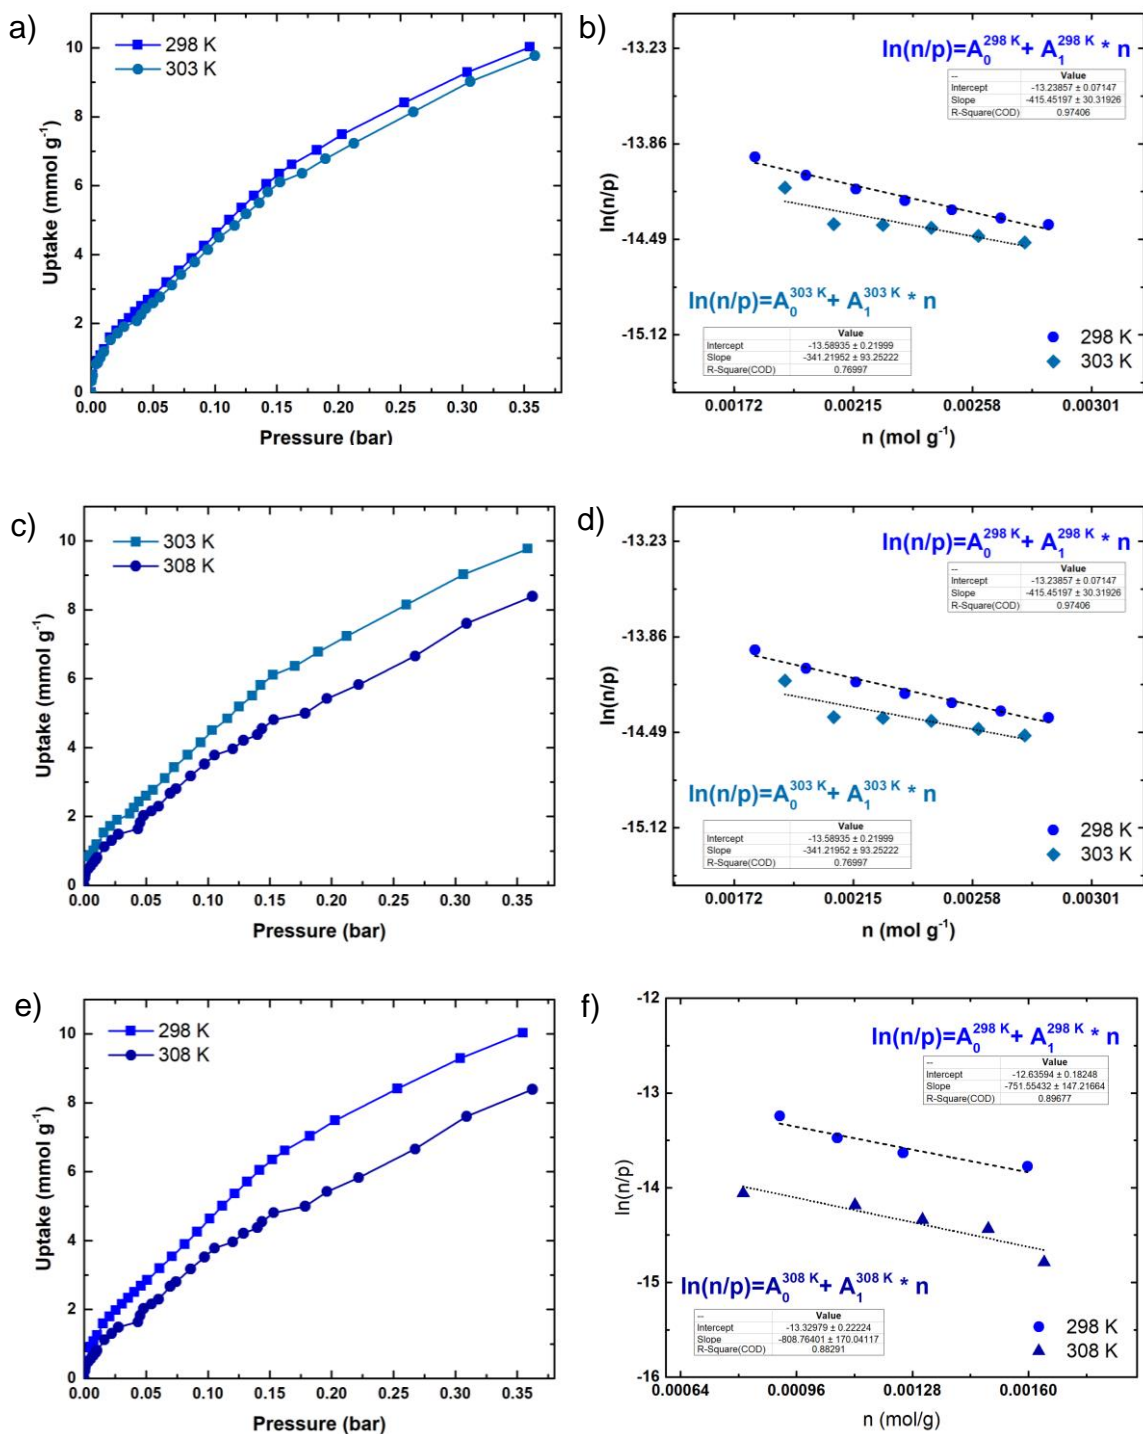 a)
298 K
303 K
10
8
6
4
2
0
Uptake (mmol g⁻¹)
0.00 0.05 0.10 0.15 0.20 0.25 0.30 0.35
Pressure (bar)
b)
ln(n/p)=A₀²⁹⁸ ᴷ+ A₁²⁹⁸ ᴷ * n
-- Value
Intercept -13.23857 ± 0.07147
Slope -415.45197 ± 30.31926
R-Square(COD) 0.97406
-13.23
-13.86
-14.49
-15.12
ln(n/p)
ln(n/p)=A₀³⁰³ ᴷ+ A₁³⁰³ ᴷ * n
Value
Intercept -13.58935 ± 0.21999
Slope -341.21952 ± 93.25222
R-Square(COD) 0.76997
298 K
303 K
0.00172 0.00215 0.00258 0.00301
n (mol g⁻¹)
c)
303 K
308 K
10
8
6
4
2
0
Uptake (mmol g⁻¹)
0.00 0.05 0.10 0.15 0.20 0.25 0.30 0.35
Pressure (bar)
d)
ln(n/p)=A₀²⁹⁸ ᴷ+ A₁²⁹⁸ ᴷ * n
-- Value
Intercept -13.23857 ± 0.07147
Slope -415.45197 ± 30.31926
R-Square(COD) 0.97406
-13.23
-13.86
-14.49
-15.12
ln(n/p)
ln(n/p)=A₀³⁰³ ᴷ+ A₁³⁰³ ᴷ * n
Value
Intercept -13.58935 ± 0.21999
Slope -341.21952 ± 93.25222
R-Square(COD) 0.76997
298 K
303 K
0.00172 0.00215 0.00258 0.00301
n (mol g⁻¹)
e)
298 K
308 K
10
8
6
4
2
0
Uptake (mmol g⁻¹)
0.00 0.05 0.10 0.15 0.20 0.25 0.30 0.35
Pressure (bar)
f)
ln(n/p)=A₀²⁹⁸ ᴷ+ A₁²⁹⁸ ᴷ * n
-- Value
Intercept -12.63594 ± 0.18248
Slope -751.55432 ± 147.21664
R-Square(COD) 0.89677
-12
-13
-14
-15
-16
ln(n/p)
ln(n/p)=A₀³⁰⁸ ᴷ+ A₁³⁰⁸ ᴷ * n
-- Value
Intercept -13.32979 ± 0.22224
Slope -808.76401 ± 170.04117
R-Square(COD) 0.88291
298 K
308 K
0.00064 0.00096 0.00128 0.00160
n (mol/g)